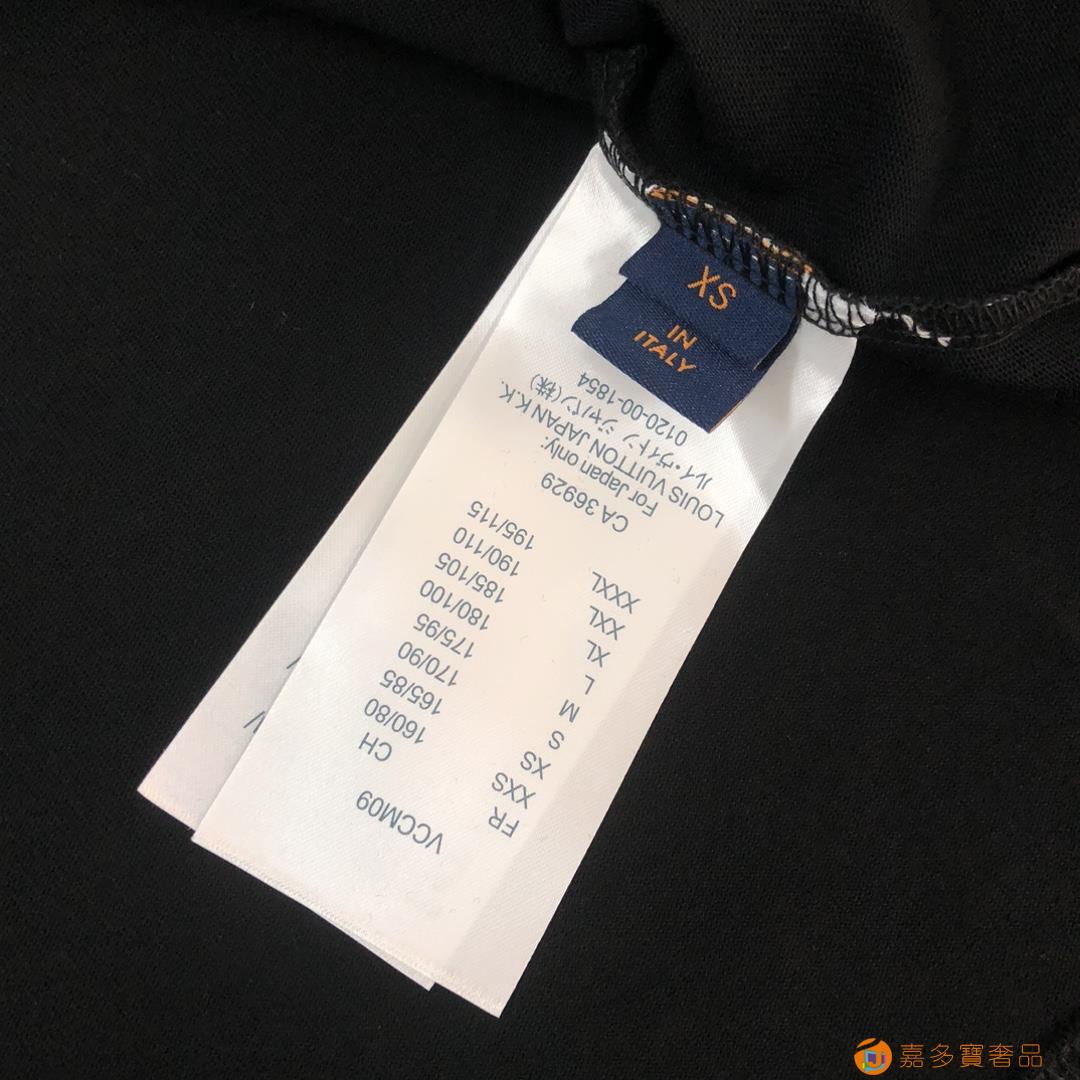 XS
IN
ITALY
VCCM09
FR CH
XXS 160/80
XS 165/85
S 170/90
M 175/95
L 180/100
XL 185/105
XXL 190/110
XXXL 195/115
CA 36929
For Japan only:
LOUIS VUITTON JAPAN K.K.
ルイ・ヴィトン ジャパン(株)
0120-00-1854
嘉多寶奢品